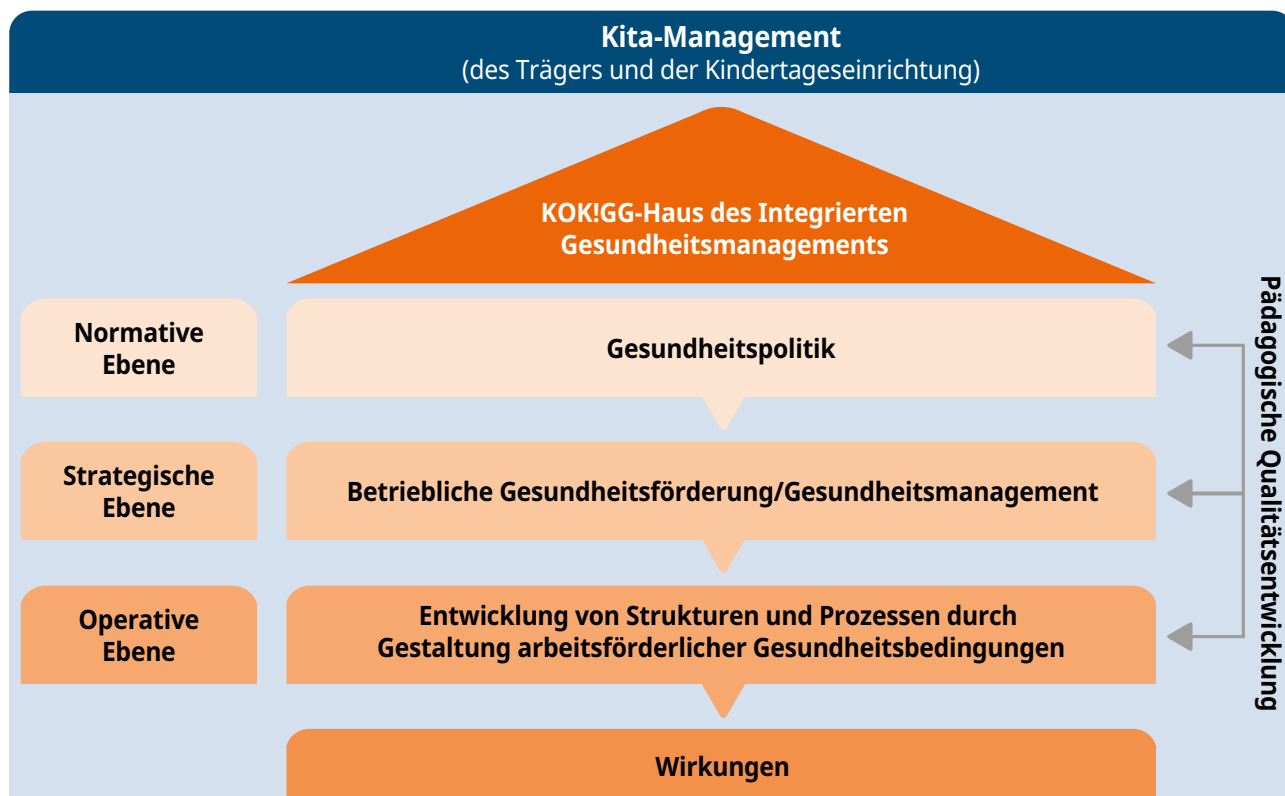 Kita-Management
(des Trägers und der Kindertageseinrichtung)
KOK!GG-Haus des Integrierten
Gesundheitsmanagements
Normative
Ebene
Gesundheitspolitik
Strategische
Ebene
Betriebliche Gesundheitsförderung/Gesundheitsmanagement
Operative
Ebene
Entwicklung von Strukturen und Prozessen durch
Gestaltung arbeitsförderlicher Gesundheitsbedingungen
Wirkungen
Pädagogische Qualitätsentwicklung